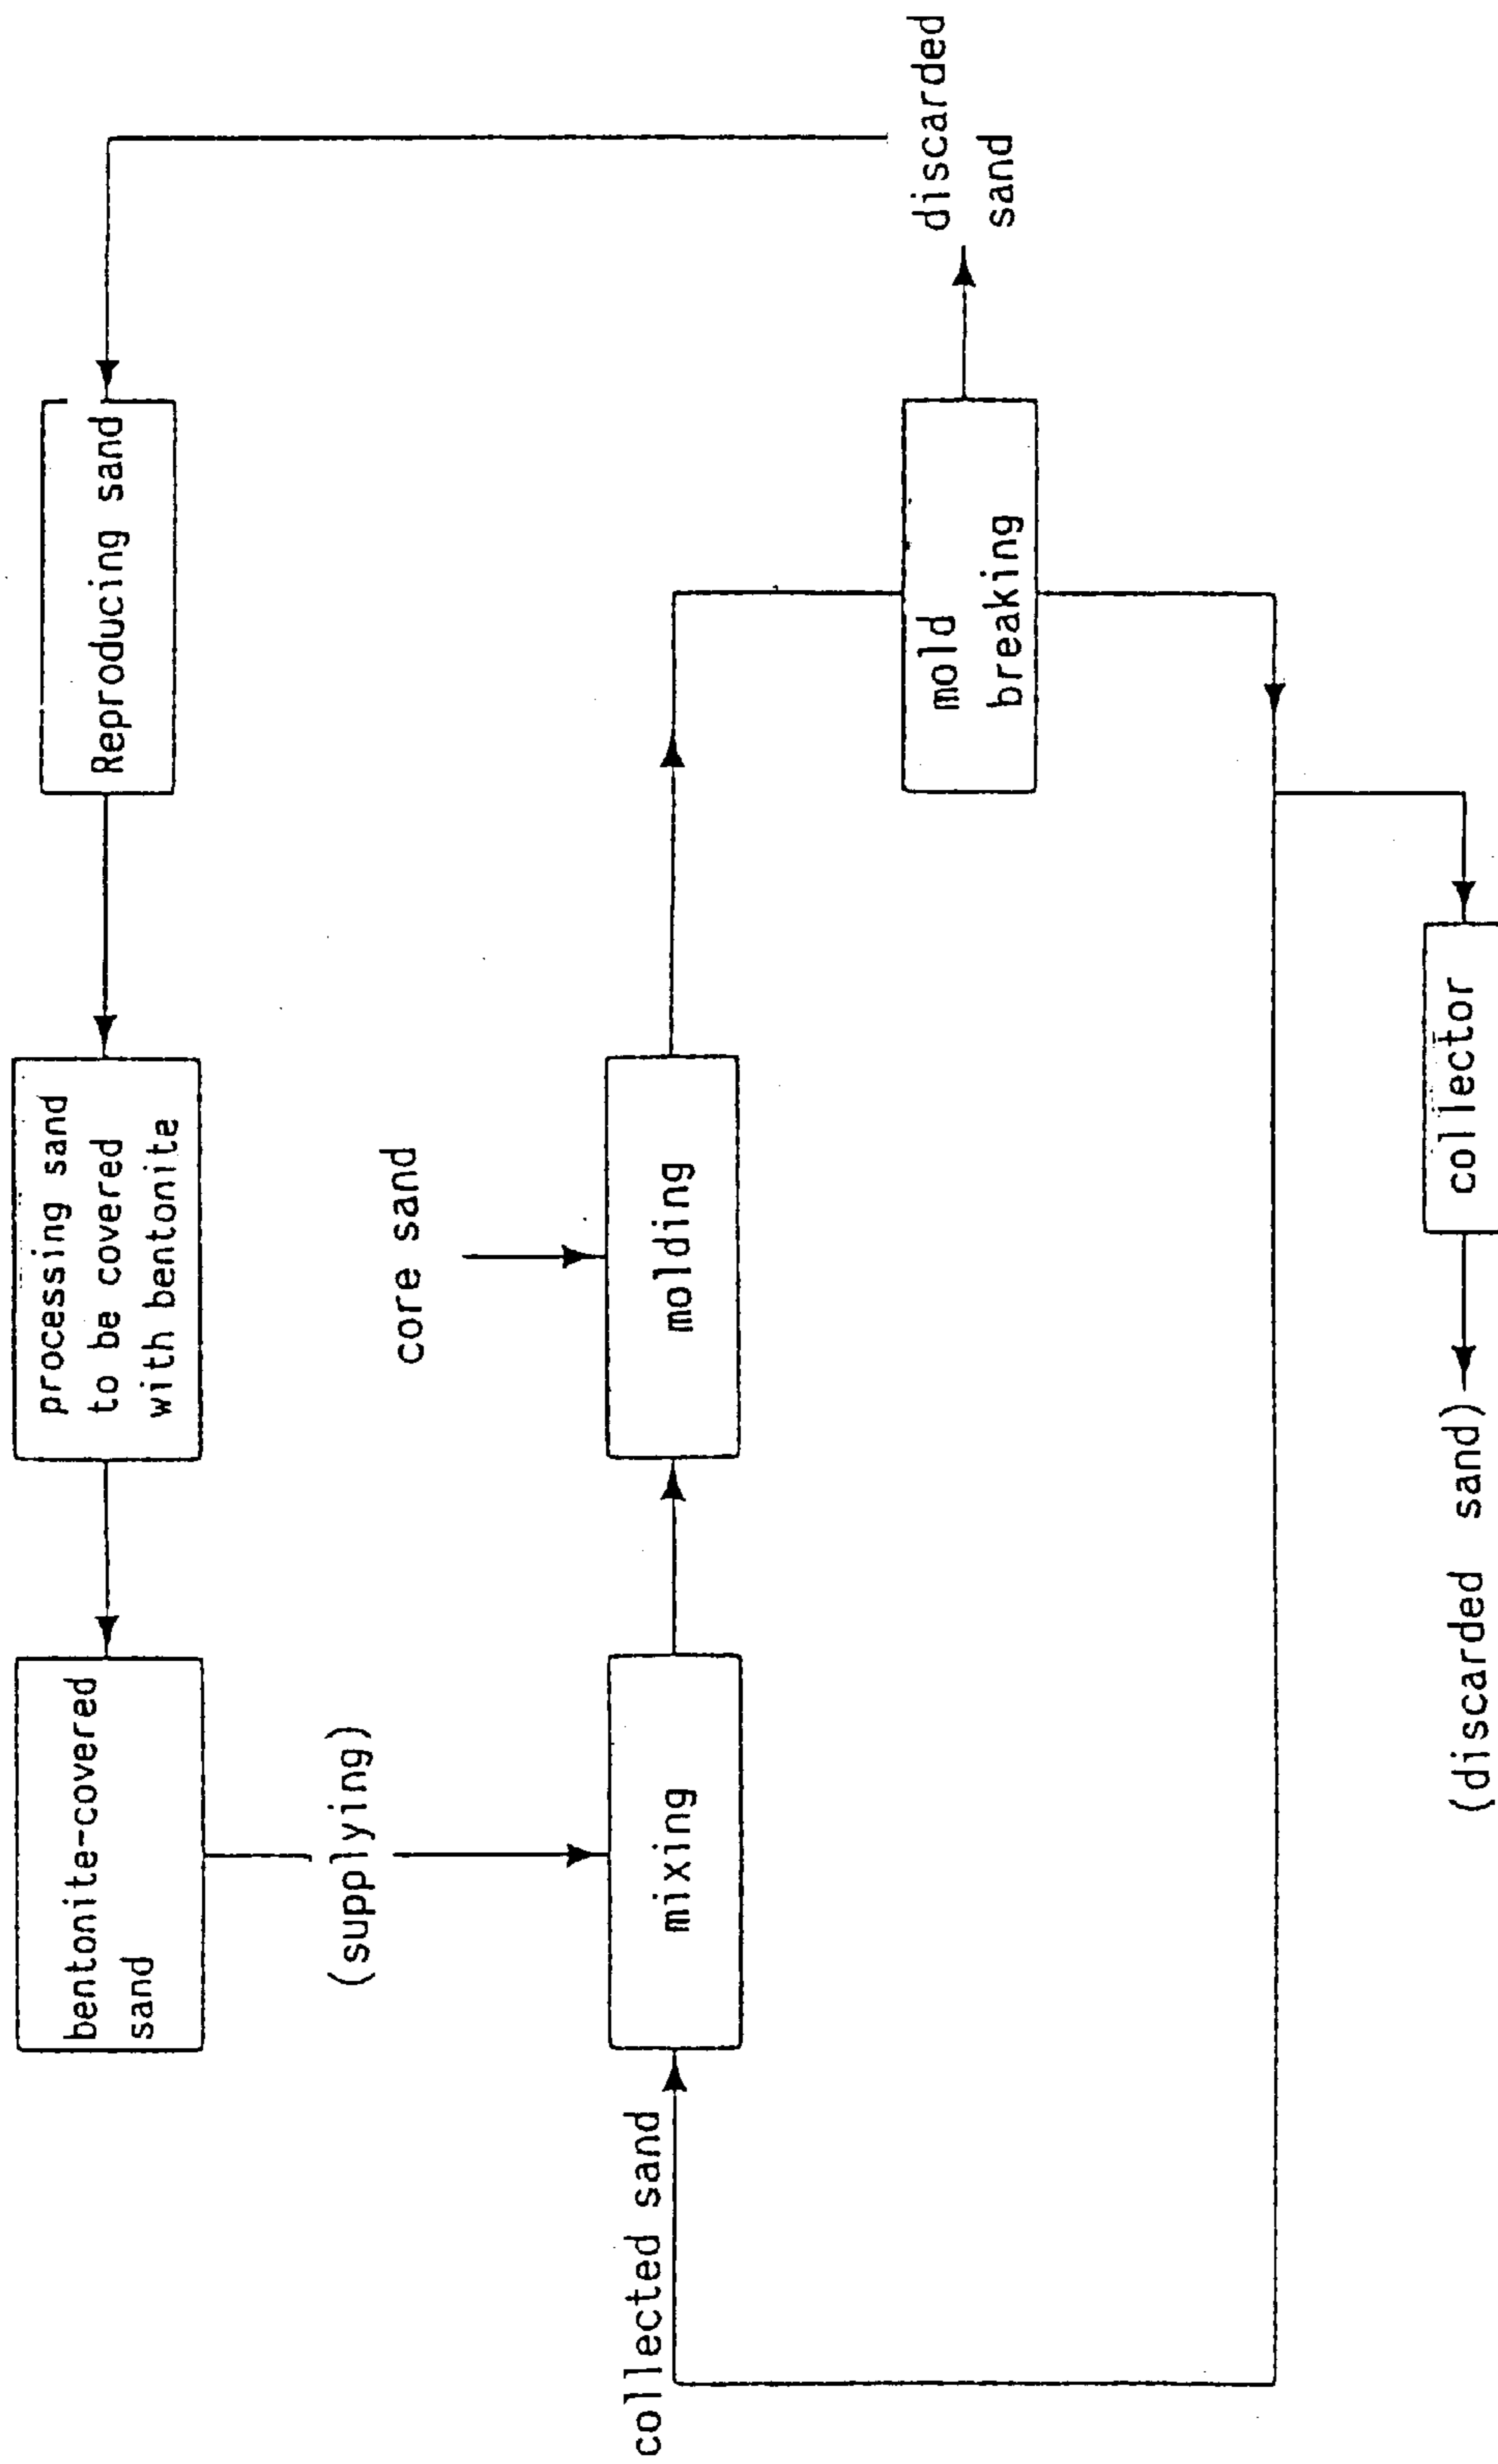 bentonite-covered
sand
processing sand
to be covered
with bentonite
Reproducing sand
(supplying)
core sand
collected sand
mixing
molding
mold
breaking
discarded
sand
(discarded sand)
collector